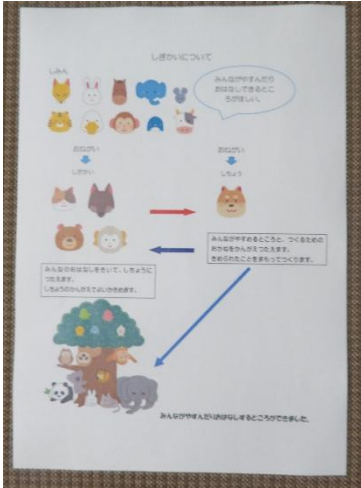 しぎかいについて
しみん
みんながやすんだり
おはなしできるとこ
ろがほしい。
おねがい
おねがい
しぎかい
しちょう
みんながやすめるところと、つくるための
おかねをかんがえつたえます。
きめられたことをまもってつくります。
みんなのおはなしをきいて、しちょうに
つたえます。
しちょうのかんがえでよいかきめます。
みんながやすんだりおはなしするところができました。